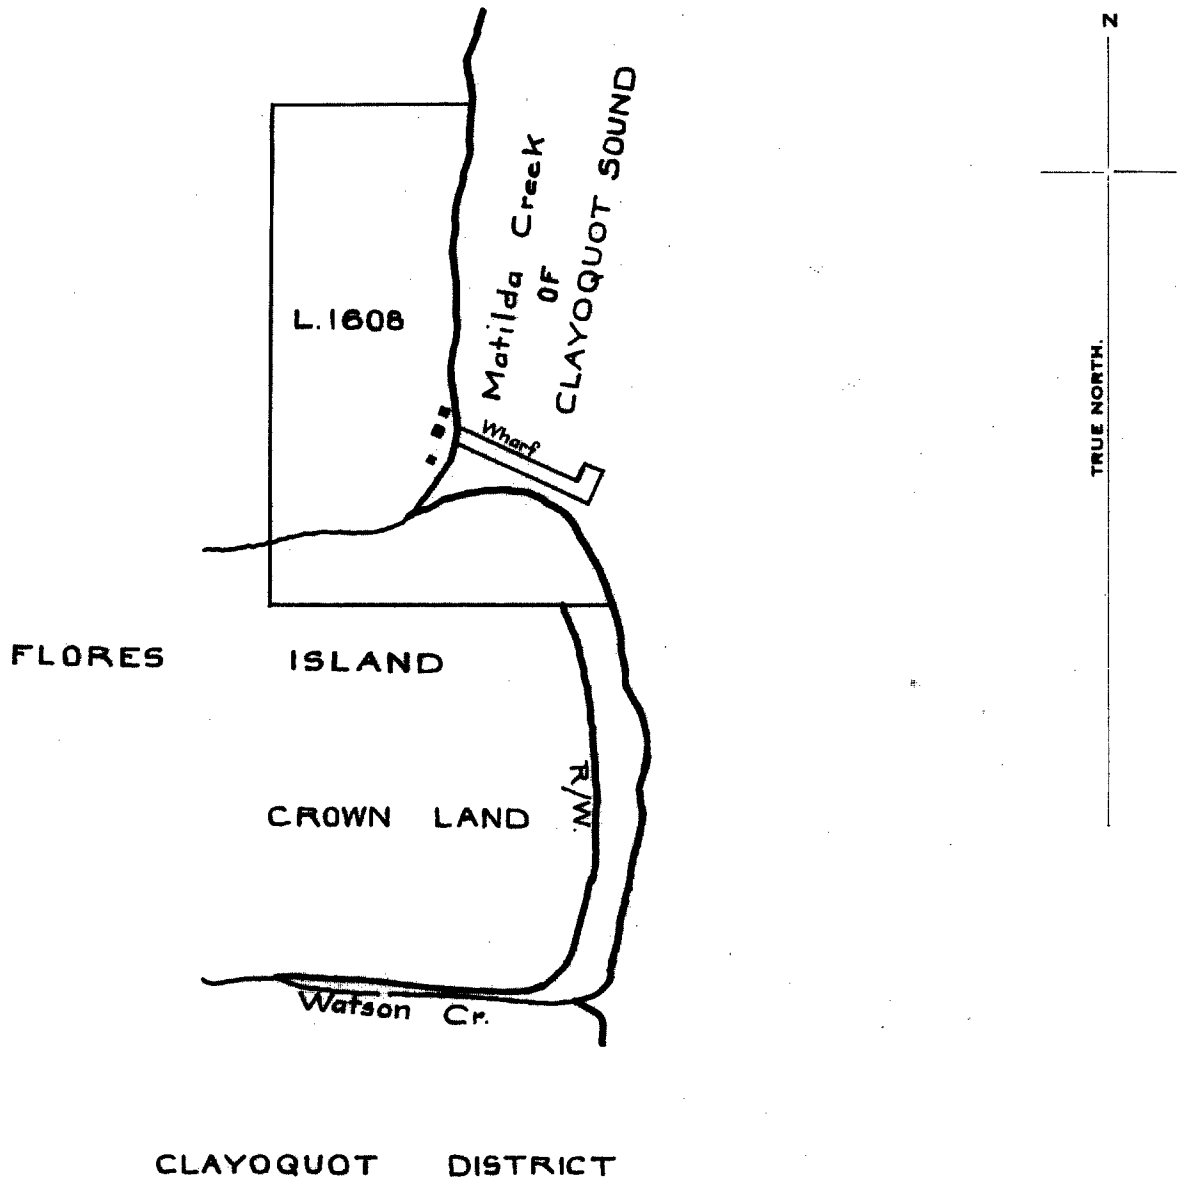 N
TRUE NORTH.
Matilda Creek
OF
CLAYOQUOT SOUND
L.1608
Wharf
FLORES ISLAND
R/W.
CROWN LAND
Watson Cr.
CLAYOQUOT DISTRICT